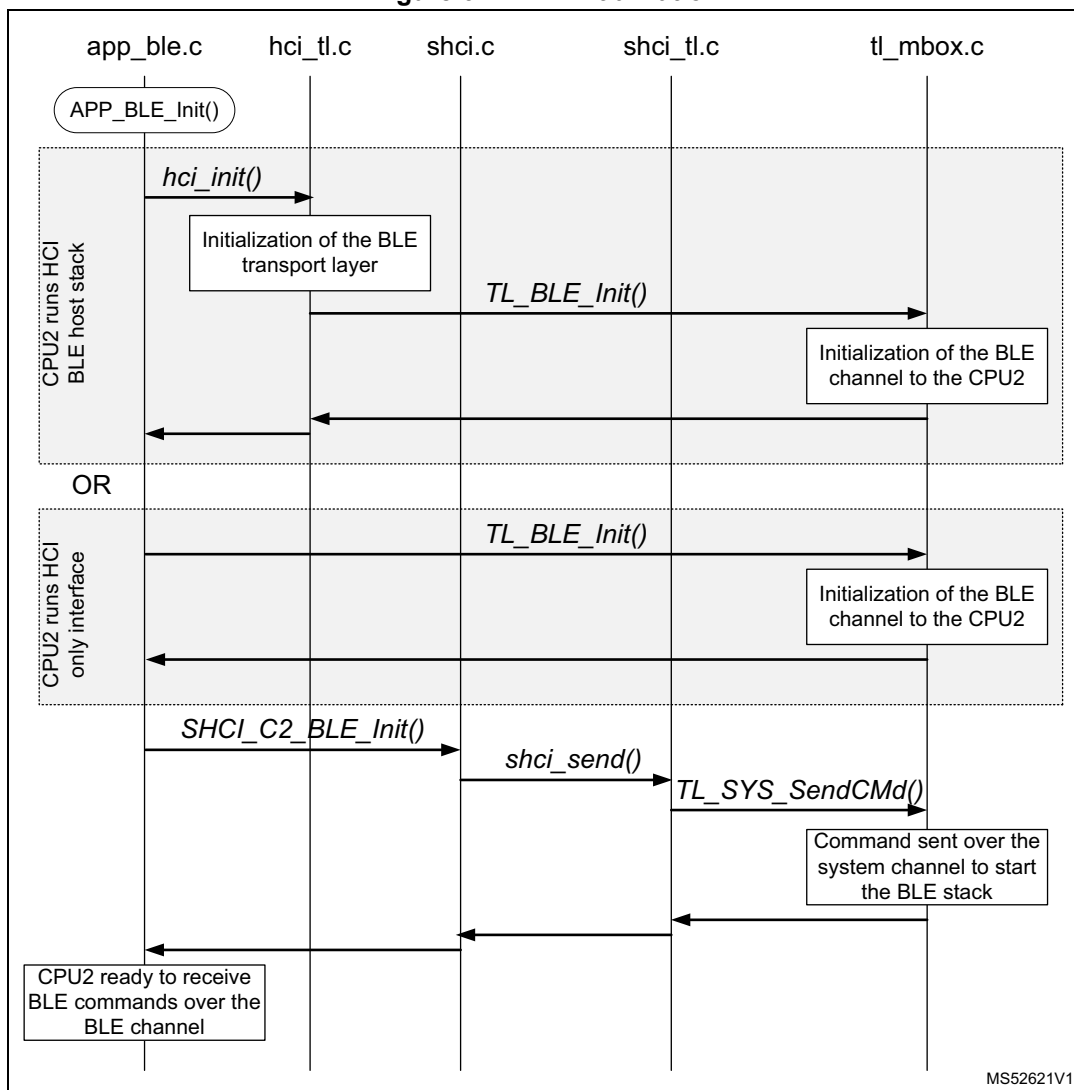 app_ble.c hci_tl.c shci.c shci_tl.c tl_mbox.c
APP_BLE_Init()
CPU2 runs HCI
BLE host stack
hci_init()
Initialization of the BLE
transport layer
TL_BLE_Init()
Initialization of the BLE
channel to the CPU2
OR
CPU2 runs HCI
only interface
TL_BLE_Init()
Initialization of the BLE
channel to the CPU2
SHCI_C2_BLE_Init()
shci_send()
TL_SYS_SendCMd()
Command sent over the
system channel to start
the BLE stack
CPU2 ready to receive
BLE commands over the
BLE channel
MS52621V1